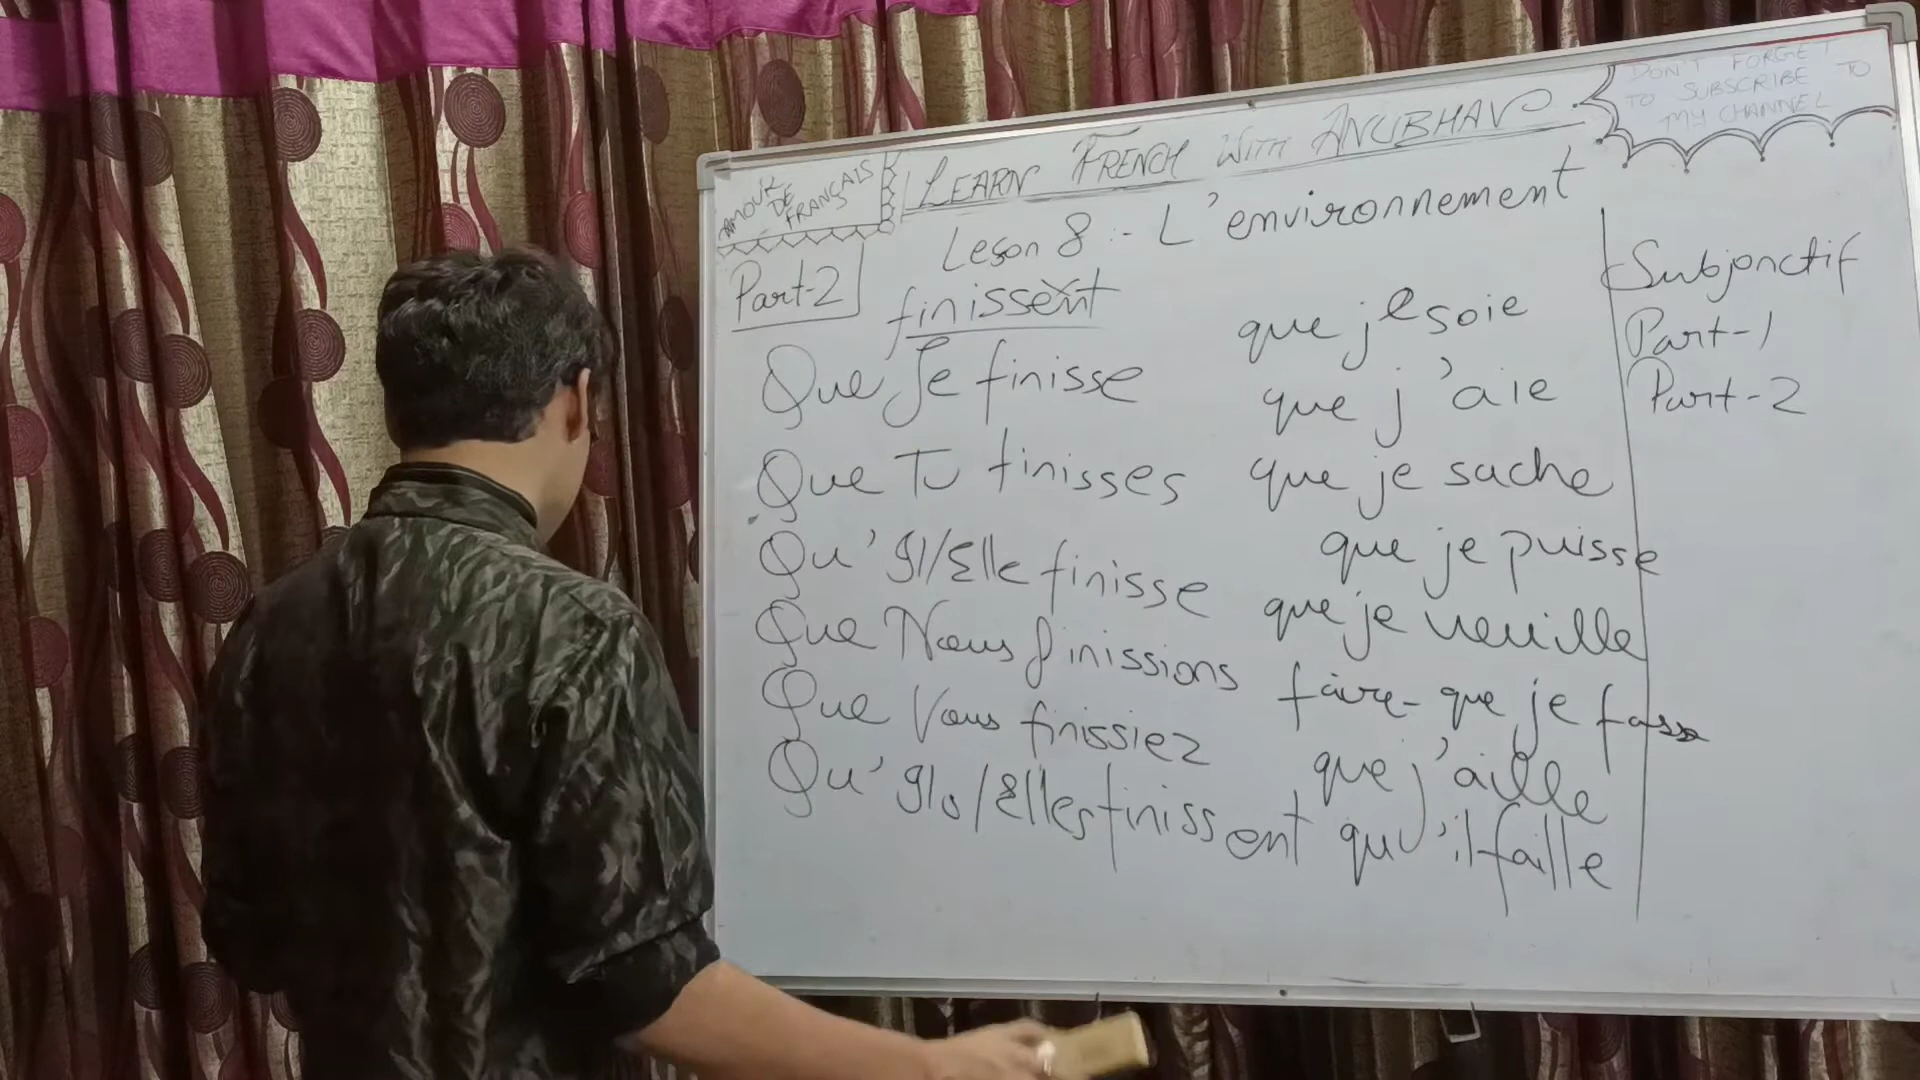 AMOUR
DE
FRANÇAIS
LEARN FRENCH WITH ANUBHAV
DON'T FORGET
TO SUBSCRIBE TO
MY CHANNEL
Part-2
Leçon 8 :- L'environnement
finissent
Que Je finisse
Que Tu finisses
Qu' Il/Elle finisse
Que Nous finissions
Que Vous finissiez
Qu' Ils/Elles finissent
que je soie
que j'aie
que je sache
que je puisse
que je veuille
faire- que je fasse
que j'aille
qu'il faille
Subjonctif
Part-1
Part-2